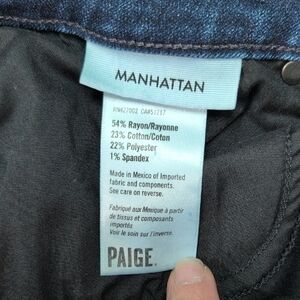 MANHATTAN
54% Rayon/Rayonne
23% Cotton/Coton
22% Polyester
1% Spandex
Made in Mexico of Imported
fabric and components.
See care on reverse.
Fabriqué aux Mexique à partir
de tissus et composants
importés
Voir le soin sur l'inverse.
PAIGE.